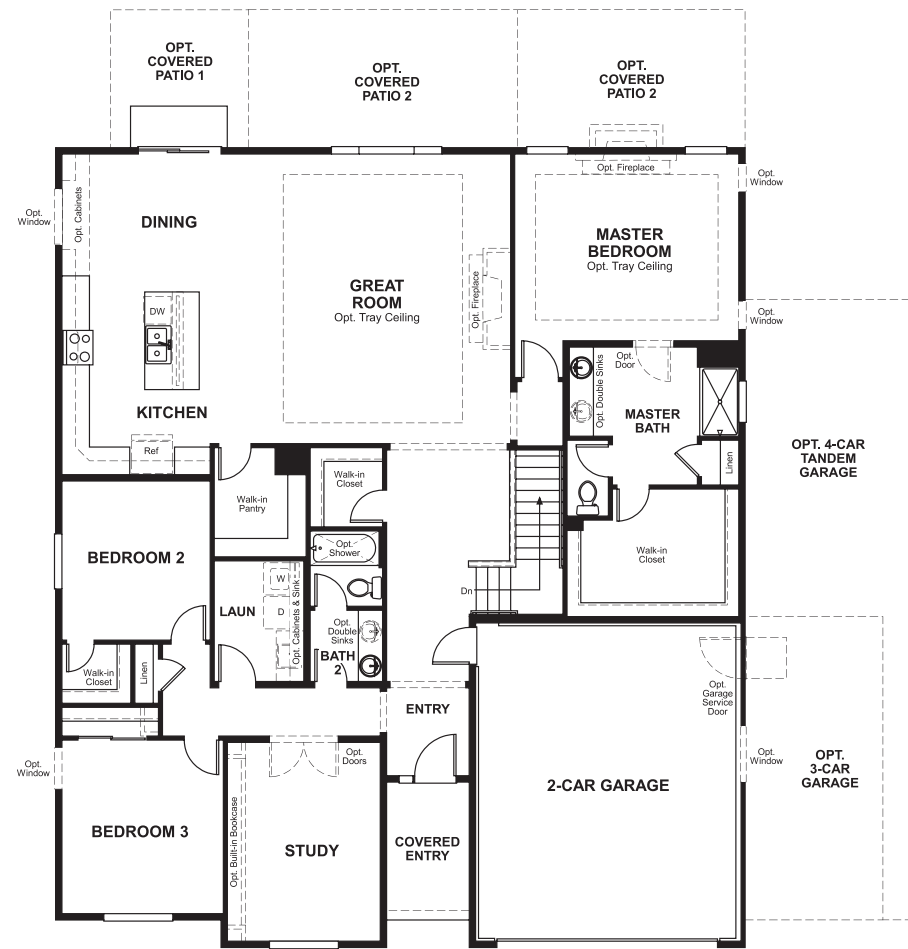 OPT.
COVERED
PATIO 1
OPT.
COVERED
PATIO 2
OPT.
COVERED
PATIO 2
Opt. Fireplace
Opt.
Window
Opt.
Window
Opt. Cabinets
DINING
MASTER
BEDROOM
Opt. Tray Ceiling
GREAT
ROOM
Opt. Tray Ceiling
Opt. Fireplace
DW
Opt.
Window
KITCHEN
Ref
Opt. Double Sinks
Opt.
Door
MASTER
BATH
Linen
OPT. 4-CAR
TANDEM
GARAGE
Walk-in
Pantry
Walk-in
Closet
BEDROOM 2
Opt.
Shower
Walk-in
Closet
W
D
LAUN
Opt. Cabinets & Sink
Dn
Opt.
Double
Sinks
BATH
2
Walk-in
Closet
Linen
Opt.
Garage
Service
Door
ENTRY
Opt.
Window
Opt.
Doors
Opt.
Window
OPT.
3-CAR
GARAGE
2-CAR GARAGE
BEDROOM 3
Opt. Built-in Bookcase
STUDY
COVERED
ENTRY